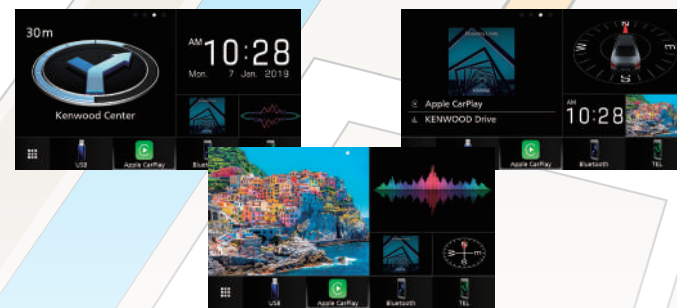 30m
AM 10:28
Mon. 7 Jan. 2019
Kenwood Center
USB
Apple CarPlay
N
W
E
S
Apple CarPlay
KENWOOD Drive
AM
10:28
Apple CarPlay
Bluetooth
TEL
N
W
E
S
USB
Apple CarPlay
Bluetooth
TEL